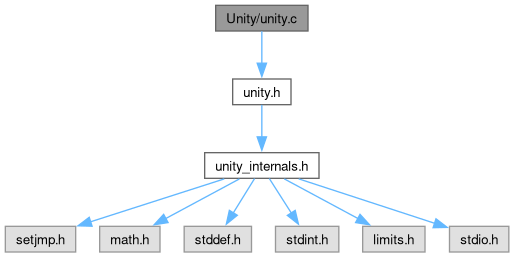 Unity/unity.c
unity.h
unity_internals.h
setjmp.h
math.h
stddef.h
stdint.h
limits.h
stdio.h